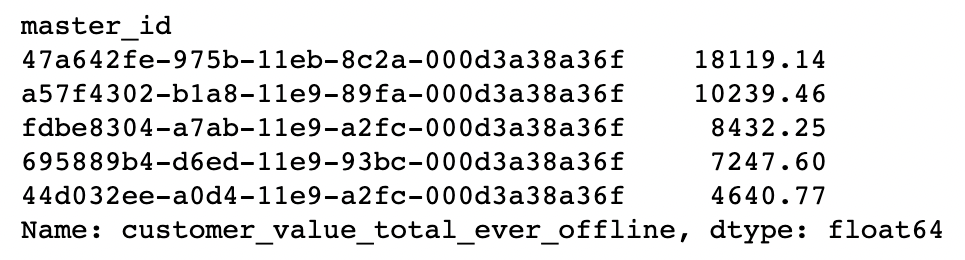 master_id
47a642fe-975b-11eb-8c2a-000d3a38a36f    18119.14
a57f4302-b1a8-11e9-89fa-000d3a38a36f    10239.46
fdbe8304-a7ab-11e9-a2fc-000d3a38a36f     8432.25
695889b4-d6ed-11e9-93bc-000d3a38a36f     7247.60
44d032ee-a0d4-11e9-a2fc-000d3a38a36f     4640.77
Name: customer_value_total_ever_offline, dtype: float64